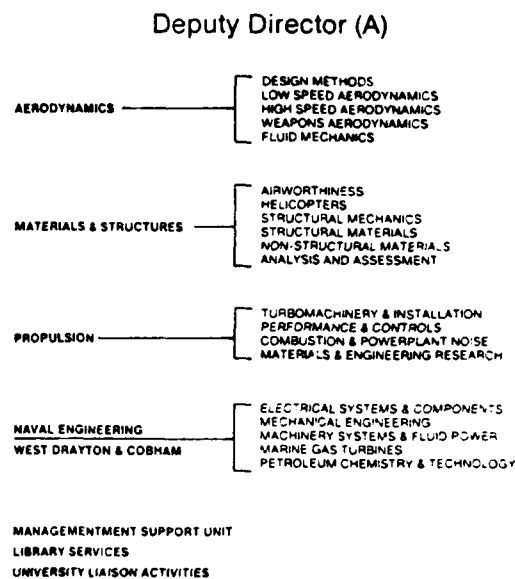 Deputy Director (A)
AERODYNAMICS
DESIGN METHODS
LOW SPEED AERODYNAMICS
HIGH SPEED AERODYNAMICS
WEAPONS AERODYNAMICS
FLUID MECHANICS
MATERIALS & STRUCTURES
AIRWORTHINESS
HELICOPTERS
STRUCTURAL MECHANICS
STRUCTURAL MATERIALS
NON-STRUCTURAL MATERIALS
ANALYSIS AND ASSESSMENT
PROPULSION
TURBOMACHINERY & INSTALLATION
PERFORMANCE & CONTROLS
COMBUSTION & POWERPLANT NOISE
MATERIALS & ENGINEERING RESEARCH
NAVAL ENGINEERING
WEST DRAYTON & COBHAM
ELECTRICAL SYSTEMS & COMPONENTS
MECHANICAL ENGINEERING
MACHINERY SYSTEMS & FLUID POWER
MARINE GAS TURBINES
PETROLEUM CHEMISTRY & TECHNOLOGY
MANAGEMENTMENT SUPPORT UNIT
LIBRARY SERVICES
UNIVERSITY LIAISON ACTIVITIES